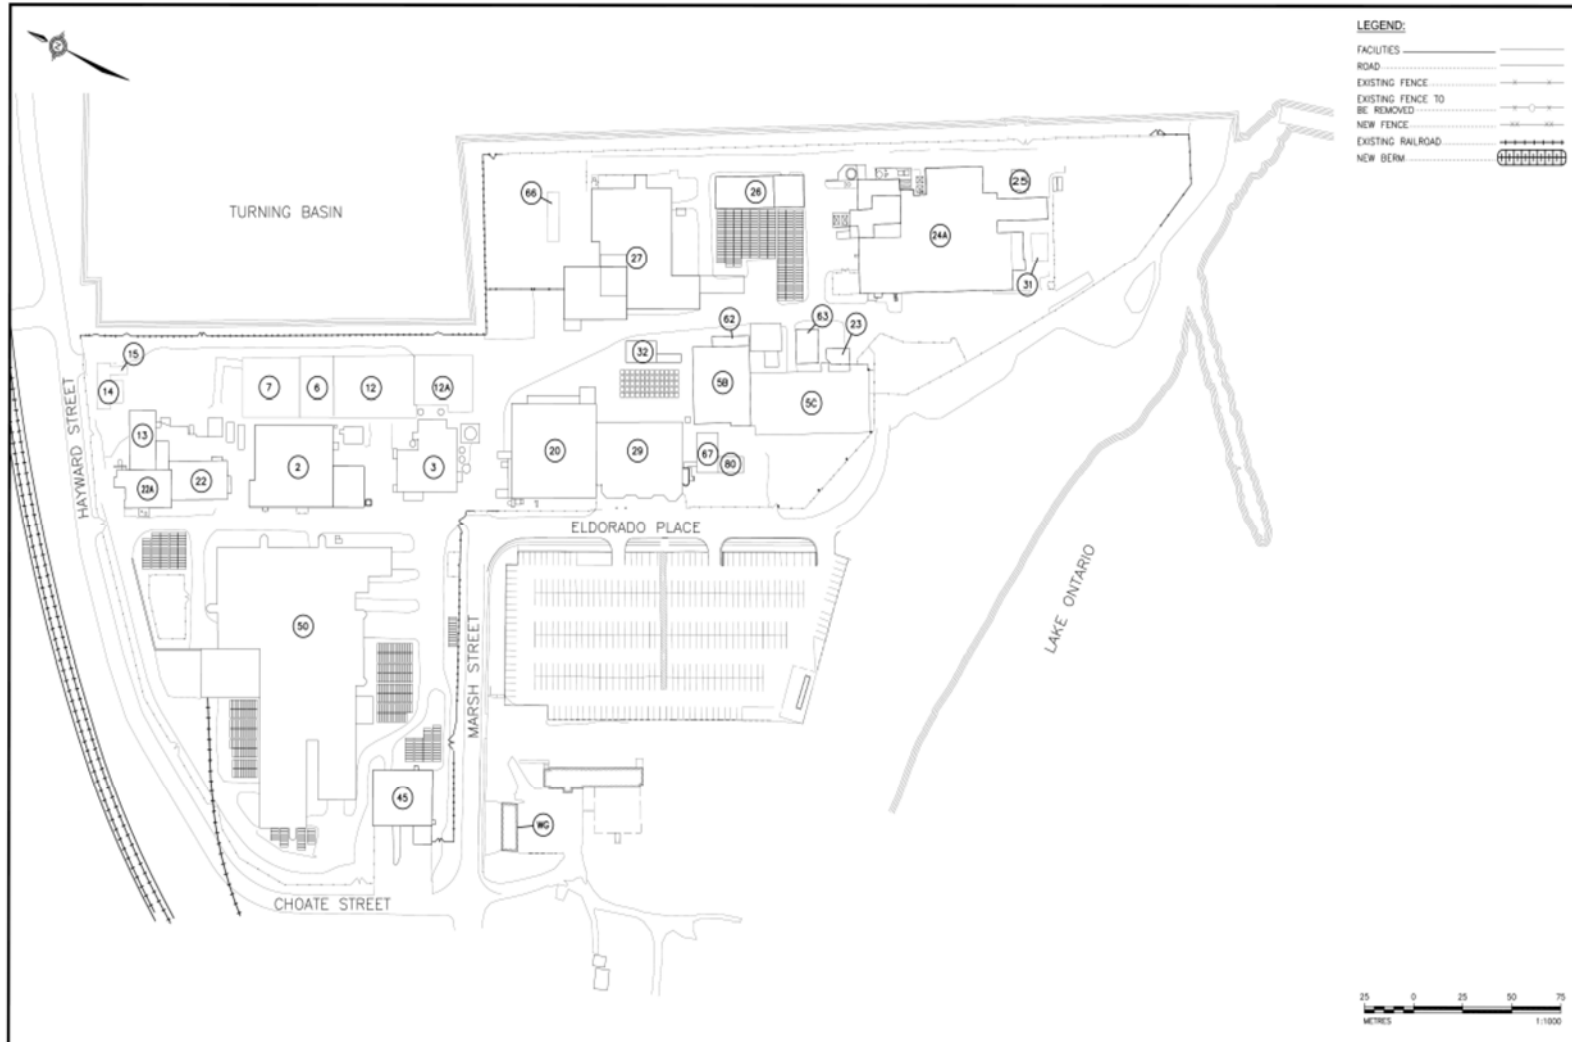 LEGEND:
FACILITIES
ROAD
EXISTING FENCE
EXISTING FENCE TO
BE REMOVED
NEW FENCE
EXISTING RAILROAD
NEW BERM
TURNING BASIN
66
26
25
24A
27
31
62
63
23
15
32
14
7
6
12
12A
5B
5C
HAYWARD STREET
13
2
3
20
29
67
80
22A
22
ELDORADO PLACE
50
LAKE ONTARIO
MARSH STREET
45
WG
CHOATE STREET
25 0 25 50 75
METRES 1:1000